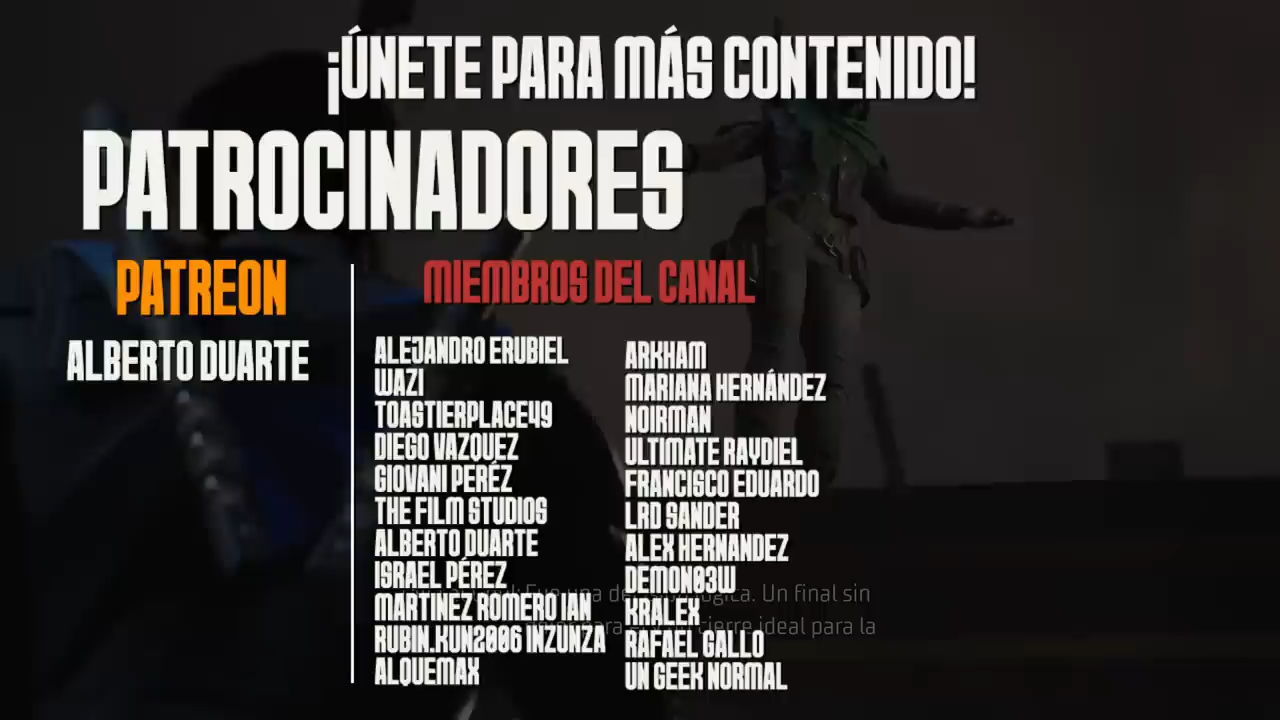 ¡ÚNETE PARA MÁS CONTENIDO!
PATROCINADORES
PATREON
ALBERTO DUARTE
MIEMBROS DEL CANAL
ALEJANDRO ERUBIEL
WAZI
TOASTIERPLACE49
DIEGO VAZQUEZ
GIOVANI PERÉZ
THE FILM STUDIOS
ALBERTO DUARTE
ISRAEL PÉREZ
MARTINEZ ROMERO IAN
RUBIN.KUN2006 INZUNZA
ALQUEMAX
ARKHAM
MARIANA HERNÁNDEZ
NOIRMAN
ULTIMATE RAYDIEL
FRANCISCO EDUARDO
LRD SANDER
ALEX HERNANDEZ
DEMON03W
KRALEX
RAFAEL GALLO
UN GEEK NORMAL
Fue una Un final sin
para cierre ideal para la